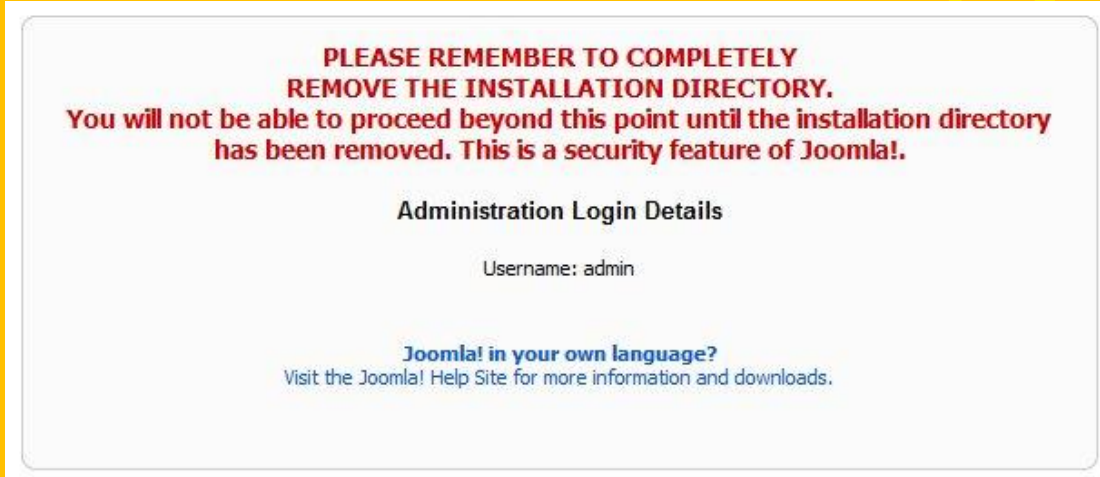 PLEASE REMEMBER TO COMPLETELY
REMOVE THE INSTALLATION DIRECTORY.
You will not be able to proceed beyond this point until the installation directory
has been removed. This is a security feature of Joomla!.
Administration Login Details
Username: admin
Joomla! in your own language?
Visit the Joomla! Help Site for more information and downloads.